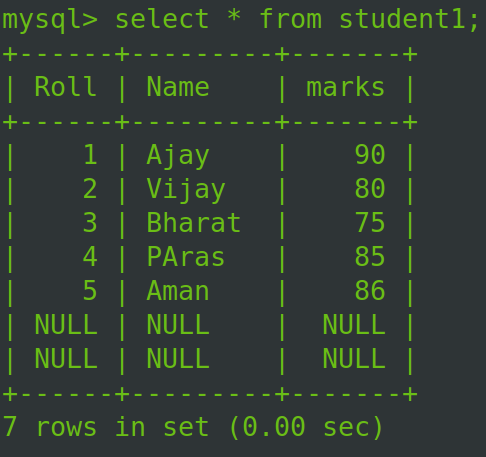 mysql> select * from student1;
+------+---------+-------+
| Roll | Name    | marks |
+------+---------+-------+
|    1 | Ajay    |    90 |
|    2 | Vijay   |    80 |
|    3 | Bharat  |    75 |
|    4 | PAras   |    85 |
|    5 | Aman    |    86 |
| NULL | NULL    |  NULL |
| NULL | NULL    |  NULL |
+------+---------+-------+
7 rows in set (0.00 sec)